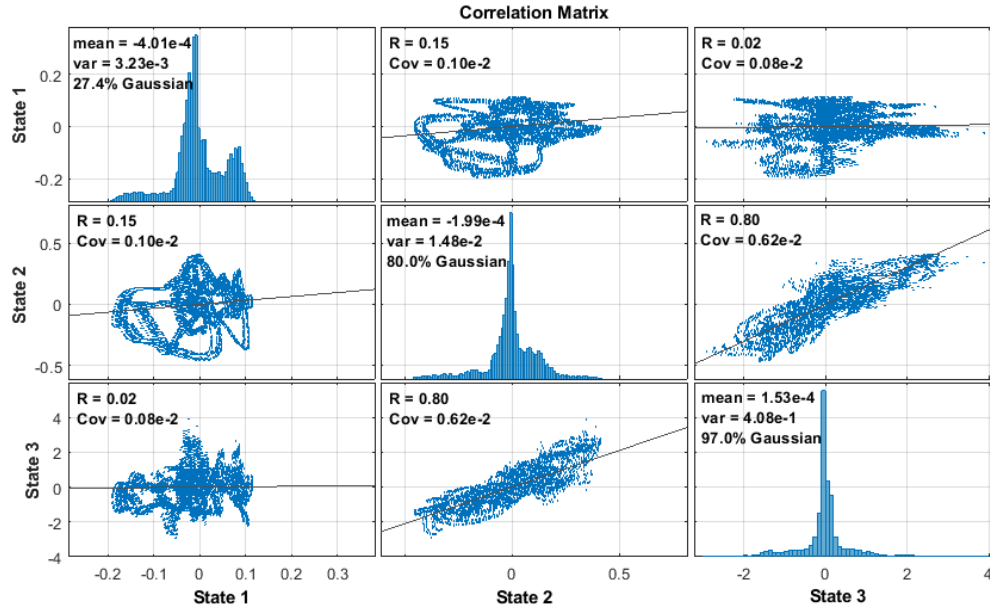 Correlation Matrix
mean = -4.01e-4
var = 3.23e-3
27.4% Gaussian
R = 0.15
Cov = 0.10e-2
R = 0.02
Cov = 0.08e-2
State 1
0.2
0
-0.2
R = 0.15
Cov = 0.10e-2
mean = -1.99e-4
var = 1.48e-2
80.0% Gaussian
R = 0.80
Cov = 0.62e-2
State 2
0.5
0
-0.5
R = 0.02
Cov = 0.08e-2
R = 0.80
Cov = 0.62e-2
mean = 1.53e-4
var = 4.08e-1
97.0% Gaussian
State 3
4
2
0
-2
-4
-0.2 -0.1 0 0.1 0.2 0.3
0 0.5
-2 0 2 4
State 1
State 2
State 3